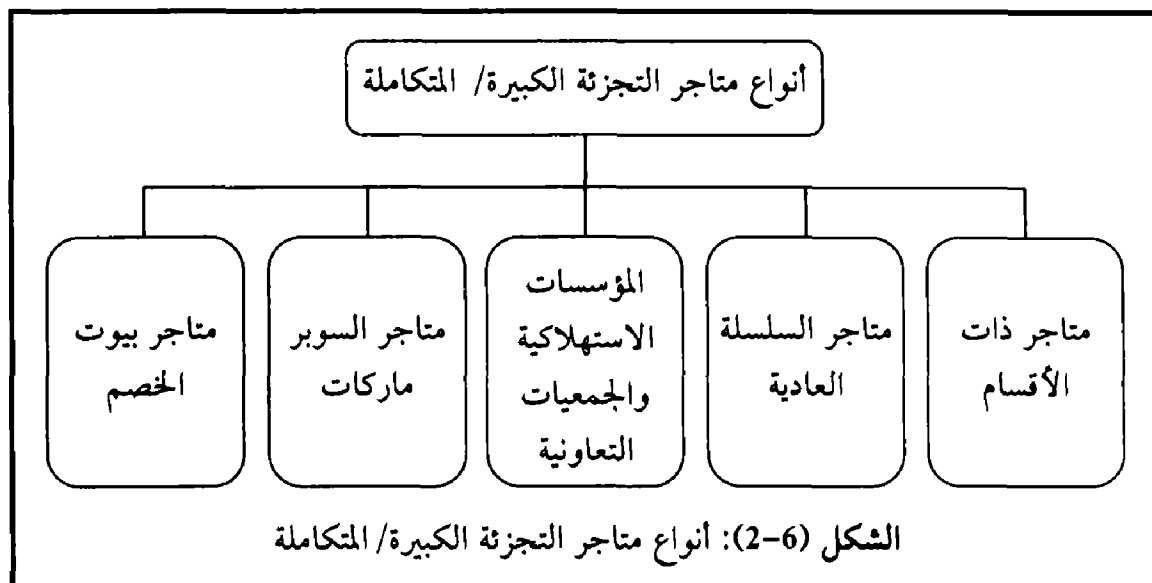 أنواع متاجر التجزئة الكبيرة/ المتكاملة
متاجر ذات
الأقسام
متاجر السلسلة
العادية
المؤسسات
الاستهلاكية
والجمعيات
التعاونية
متاجر السوبر
ماركات
متاجر بيوت
الخصم
الشكل (6-2): أنواع متاجر التجزئة الكبيرة/ المتكاملة